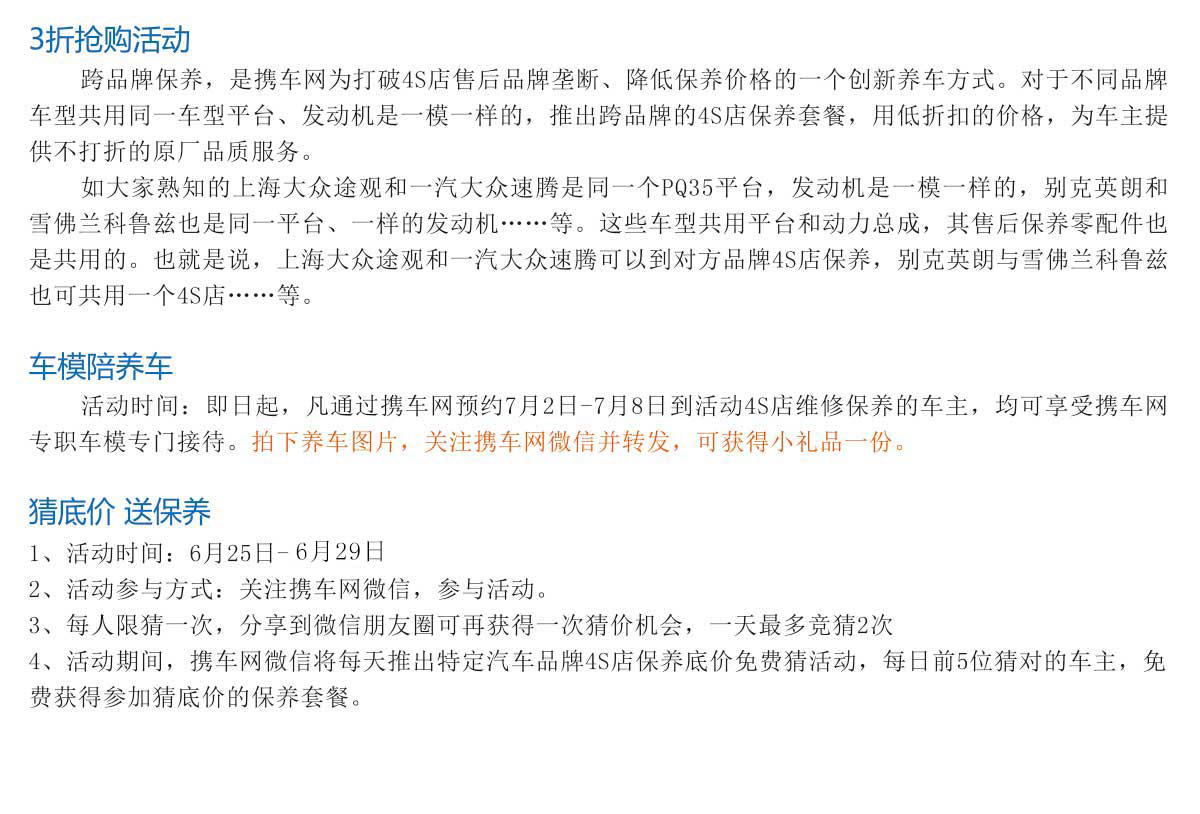 3折抢购活动
跨品牌保养，是携车网为打破4S店售后品牌垄断、降低保养价格的一个创新养车方式。对于不同品牌
车型共用同一车型平台、发动机是一模一样的，推出跨品牌的4S店保养套餐，用低折扣的价格，为车主提
供不打折的原厂品质服务。
如大家熟知的上海大众途观和一汽大众速腾是同一个PQ35平台，发动机是一模一样的，别克英朗和
雪佛兰科鲁兹也是同一平台、一样的发动机……等。这些车型共用平台和动力总成，其售后保养零配件也
是共用的。也就是说，上海大众途观和一汽大众速腾可以到对方品牌4S店保养，别克英朗与雪佛兰科鲁兹
也可共用一个4S店……等。
车模陪养车
活动时间：即日起，凡通过携车网预约7月2日-7月8日到活动4S店维修保养的车主，均可享受携车网
专职车模专门接待。拍下养车图片，关注携车网微信并转发，可获得小礼品一份。
猜底价 送保养
1、活动时间：6月25日- 6月29日
2、活动参与方式：关注携车网微信，参与活动。
3、每人限猜一次，分享到微信朋友圈可再获得一次猜价机会，一天最多竞猜2次
4、活动期间，携车网微信将每天推出特定汽车品牌4S店保养底价免费猜活动，每日前5位猜对的车主，免
费获得参加猜底价的保养套餐。